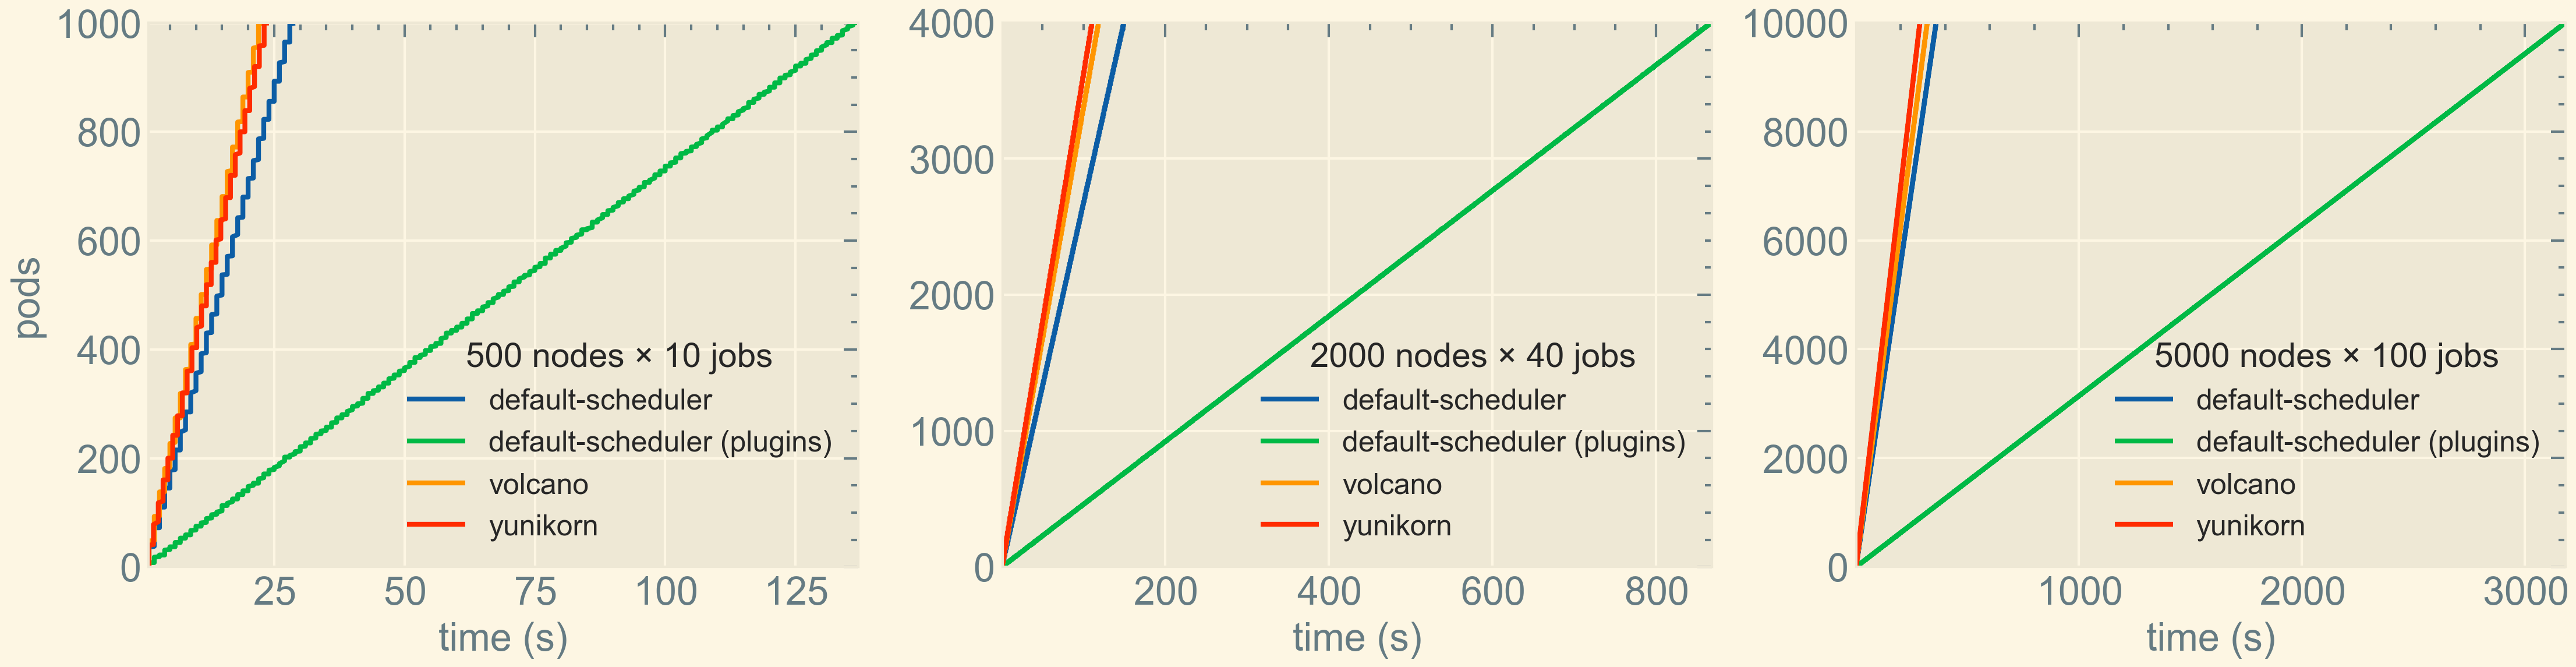 1000
800
600
400
200
0
pods
25 50 75 100 125
time (s)
500 nodes × 10 jobs
default-scheduler
default-scheduler (plugins)
volcano
yunikorn
4000
3000
2000
1000
0
200 400 600 800
time (s)
2000 nodes × 40 jobs
default-scheduler
default-scheduler (plugins)
volcano
yunikorn
10000
8000
6000
4000
2000
0
1000 2000 3000
time (s)
5000 nodes × 100 jobs
default-scheduler
default-scheduler (plugins)
volcano
yunikorn